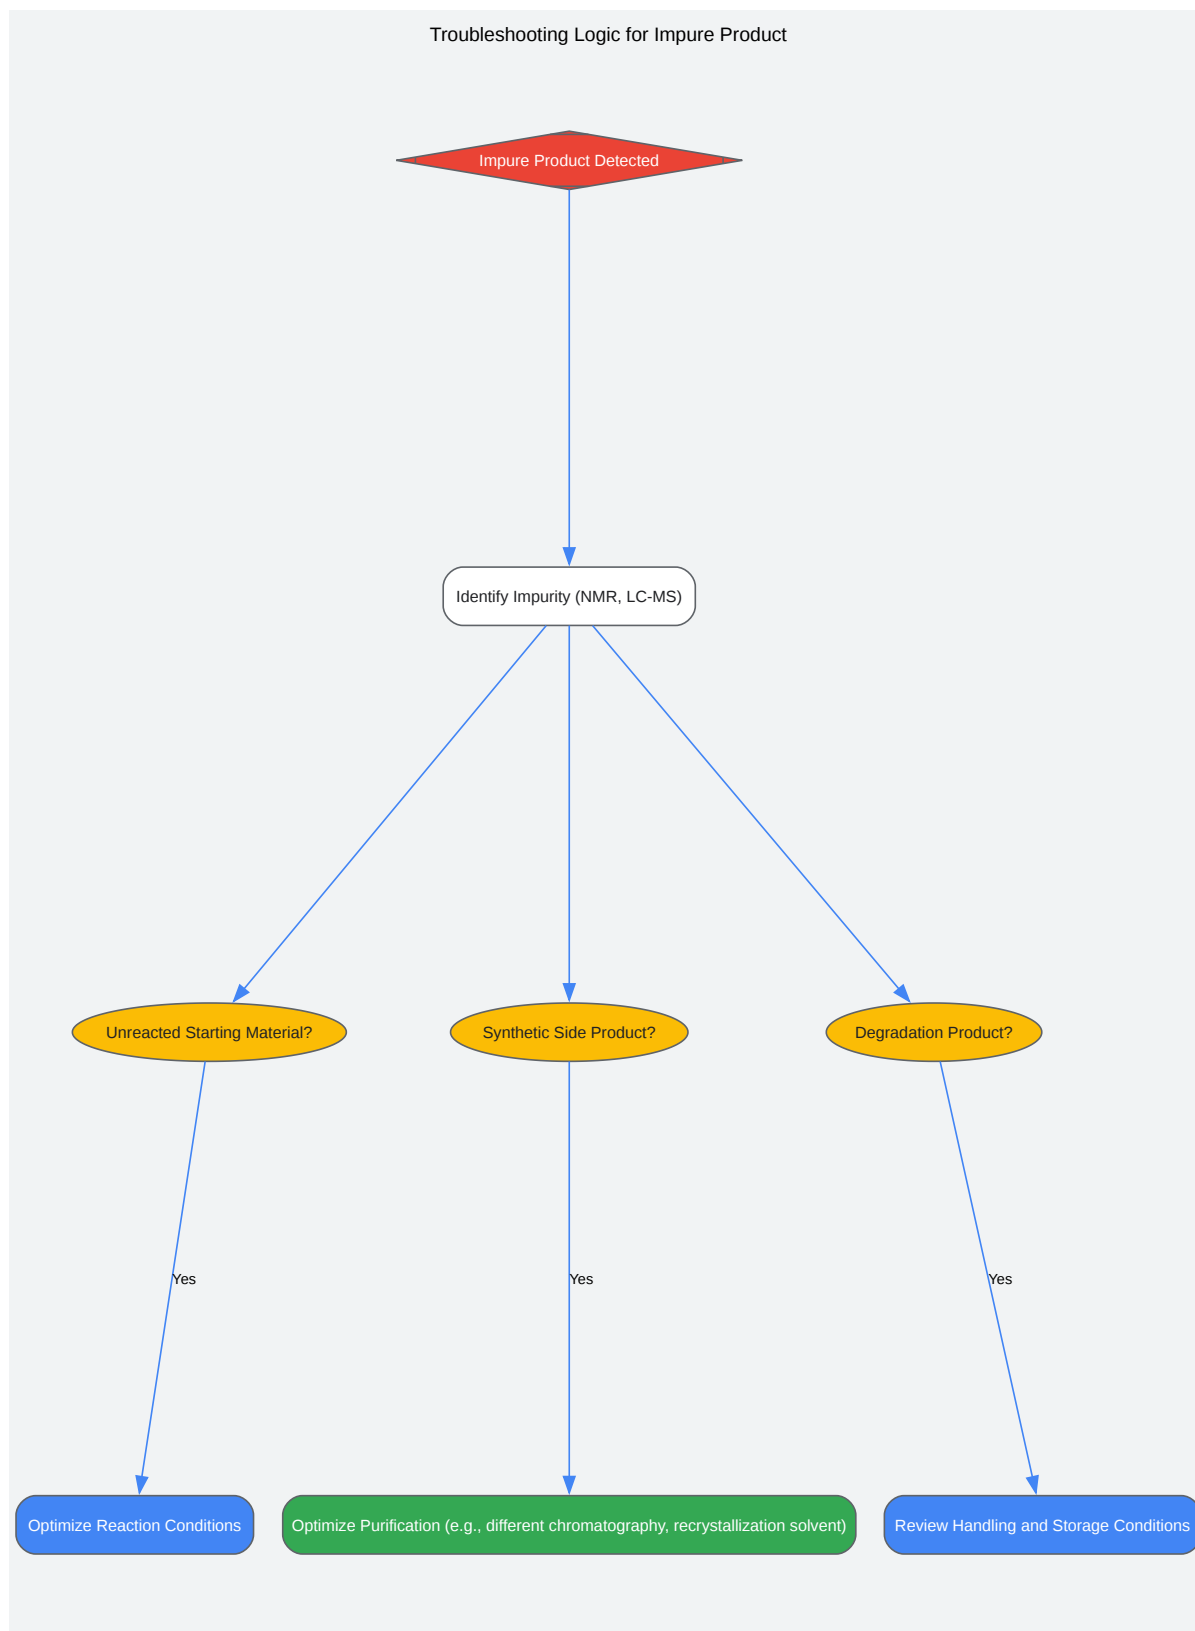 Troubleshooting Logic for Impure Product
Impure Product Detected
Identify Impurity (NMR, LC-MS)
Unreacted Starting Material?
Synthetic Side Product?
Degradation Product?
Yes
Yes
Yes
Optimize Reaction Conditions
Optimize Purification (e.g., different chromatography, recrystallization solvent)
Review Handling and Storage Conditions